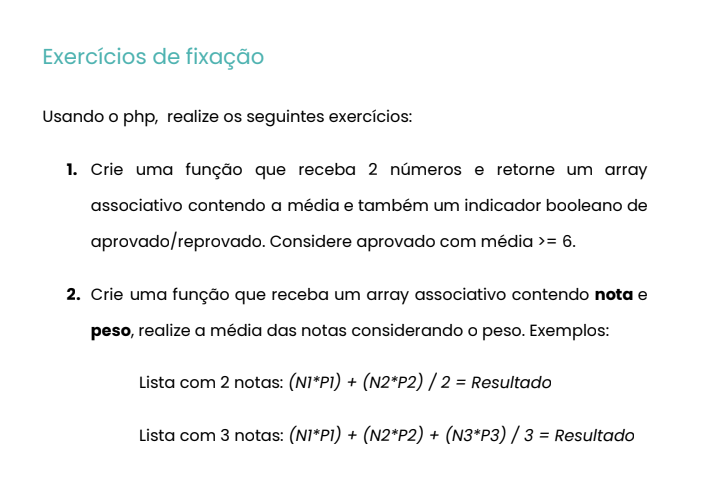 Exercícios de fixação
Usando o php, realize os seguintes exercícios:
1. Crie uma função que receba 2 números e retorne um array
associativo contendo a média e também um indicador booleano de
aprovado/reprovado. Considere aprovado com média >= 6.
2. Crie uma função que receba um array associativo contendo nota e
peso, realize a média das notas considerando o peso. Exemplos:
Lista com 2 notas: (N1*P1) + (N2*P2) / 2 = Resultado
Lista com 3 notas: (N1*P1) + (N2*P2) + (N3*P3) / 3 = Resultado